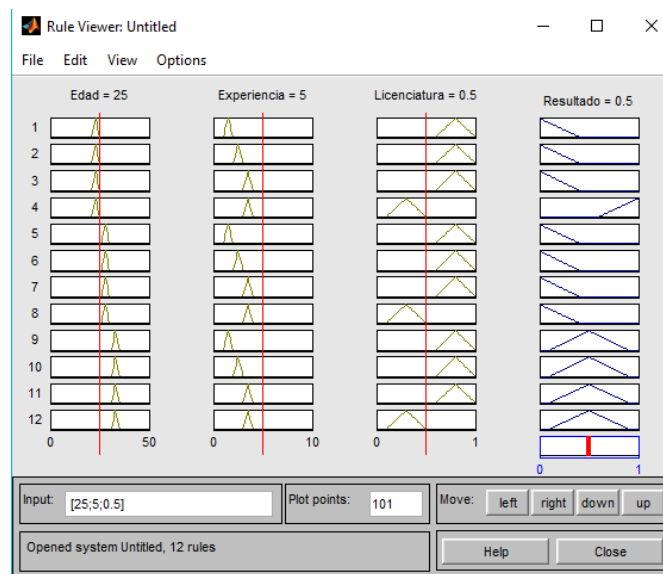 Rule Viewer: Untitled
File Edit View Options
Edad = 25 Experiencia = 5 Licenciatura = 0.5 Resultado = 0.5
1
2
3
4
5
6
7
8
9
10
11
12
0 50 0 10 0 1
0 1
Input: [25;5;0.5] Plot points: 101 Move: left right down up
Opened system Untitled, 12 rules Help Close